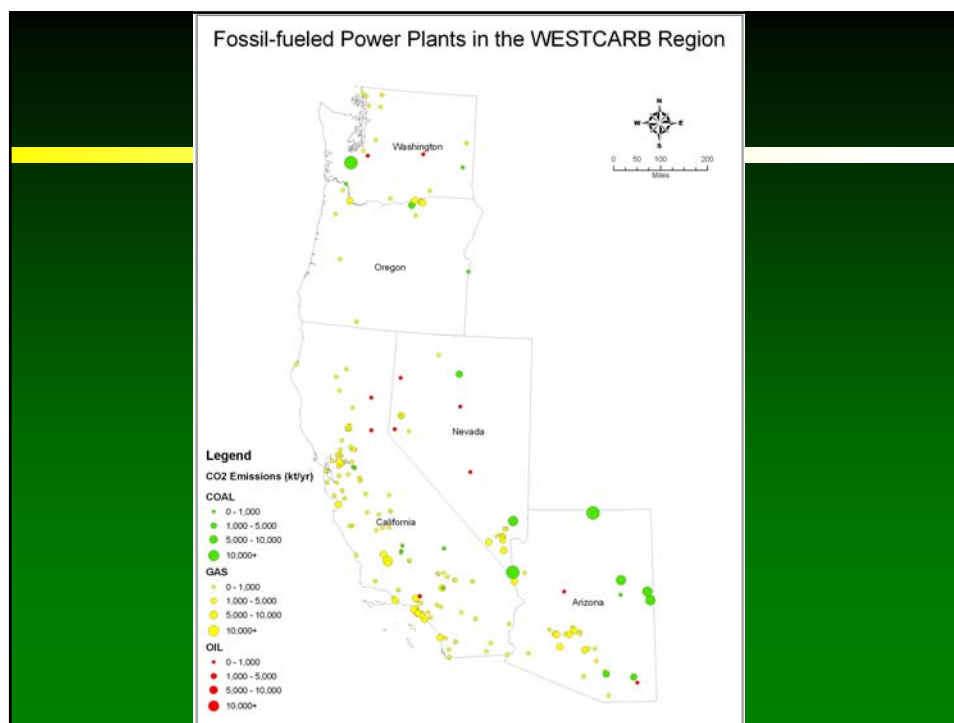 Fossil-fueled Power Plants in the WESTCARB Region
N
W E
S
0 50 100 200
Miles
Washington
Oregon
Nevada
California
Arizona
Legend
CO2 Emissions (kt/yr)
COAL
0 - 1,000
1,000 - 5,000
5,000 - 10,000
10,000+
GAS
0 - 1,000
1,000 - 5,000
5,000 - 10,000
10,000+
OIL
0 - 1,000
1,000 - 5,000
5,000 - 10,000
10,000+